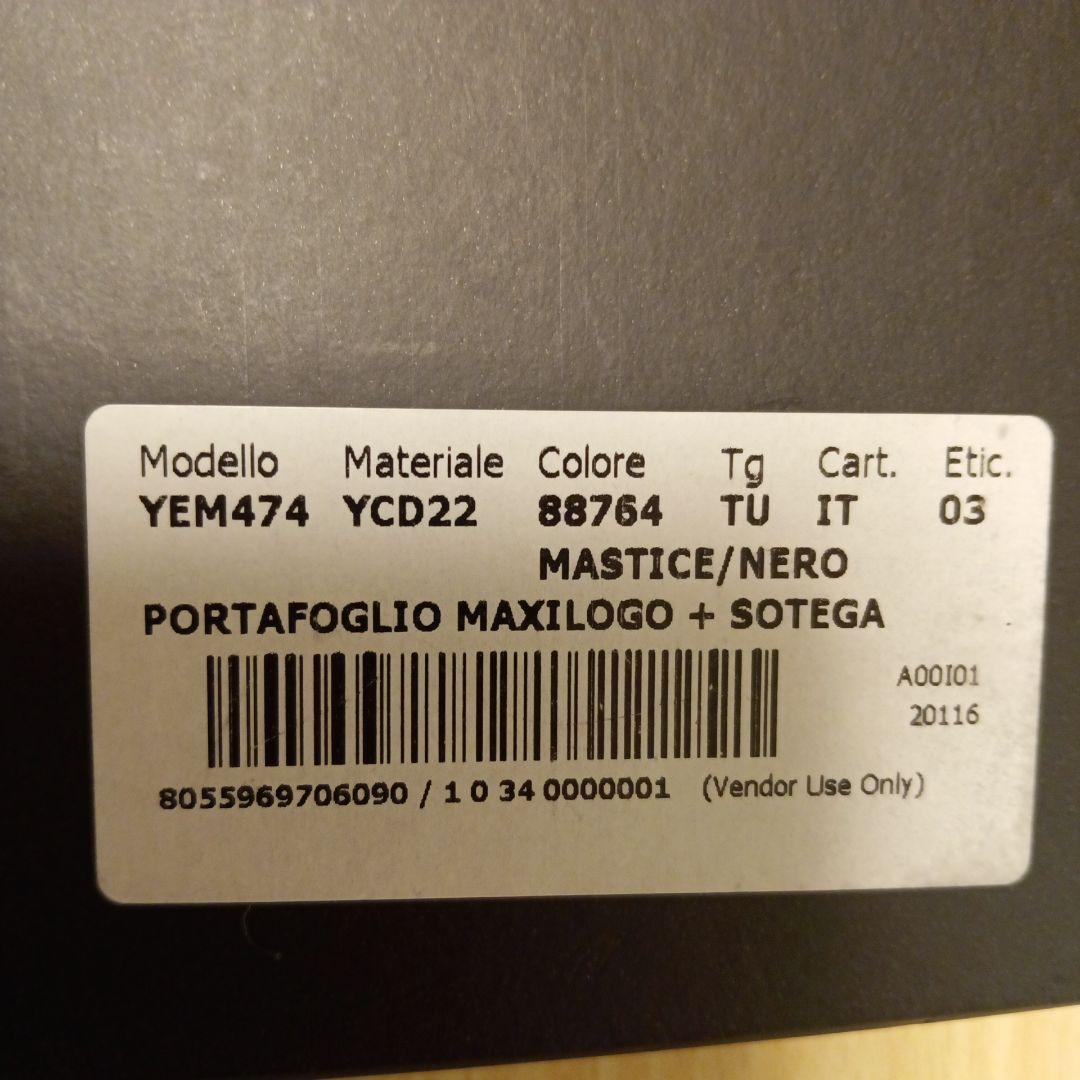 Modello Materiale Colore Tg Cart. Etic.
YEM474 YCD22 88764 TU IT 03
MASTICE/NERO
PORTAFOGLIO MAXILOGO + SOTEGA
A00I01
20116
8055969706090 / 1 0 34 0000001 (Vendor Use Only)